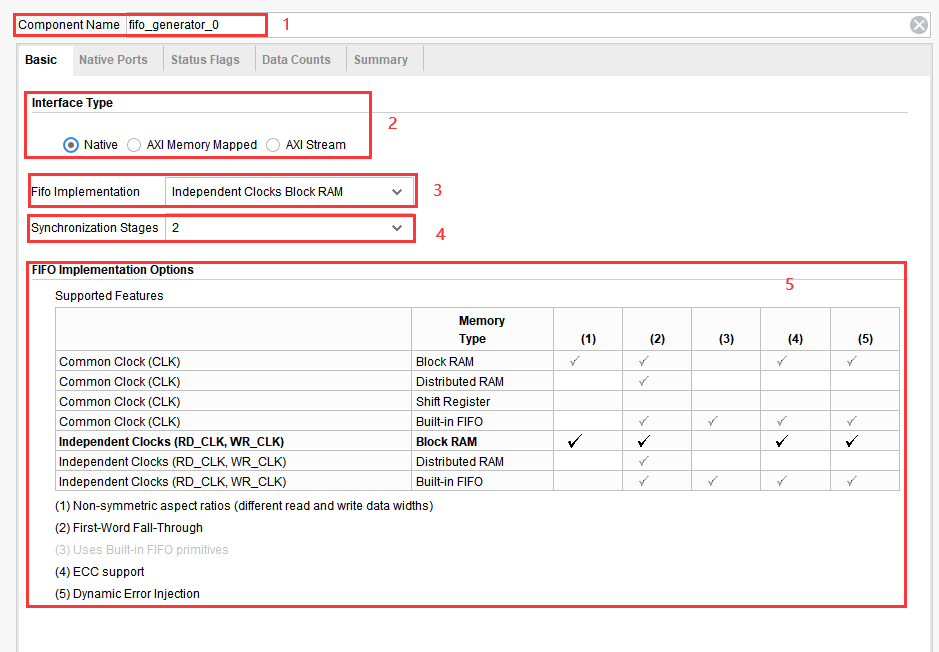 Component Name fifo_generator_0 1
Basic Native Ports Status Flags Data Counts Summary
Interface Type
2
Native AXI Memory Mapped AXI Stream
Fifo Implementation Independent Clocks Block RAM 3
Synchronization Stages 2 4
FIFO Implementation Options
5
Supported Features
Memory
Type (1) (2) (3) (4) (5)
Common Clock (CLK) Block RAM ✓ ✓ ✓ ✓
Common Clock (CLK) Distributed RAM ✓
Common Clock (CLK) Shift Register
Common Clock (CLK) Built-in FIFO ✓ ✓ ✓ ✓
Independent Clocks (RD_CLK, WR_CLK) Block RAM ✓ ✓ ✓ ✓
Independent Clocks (RD_CLK, WR_CLK) Distributed RAM ✓
Independent Clocks (RD_CLK, WR_CLK) Built-in FIFO ✓ ✓ ✓ ✓
(1) Non-symmetric aspect ratios (different read and write data widths)
(2) First-Word Fall-Through
(3) Uses Built-in FIFO primitives
(4) ECC support
(5) Dynamic Error Injection